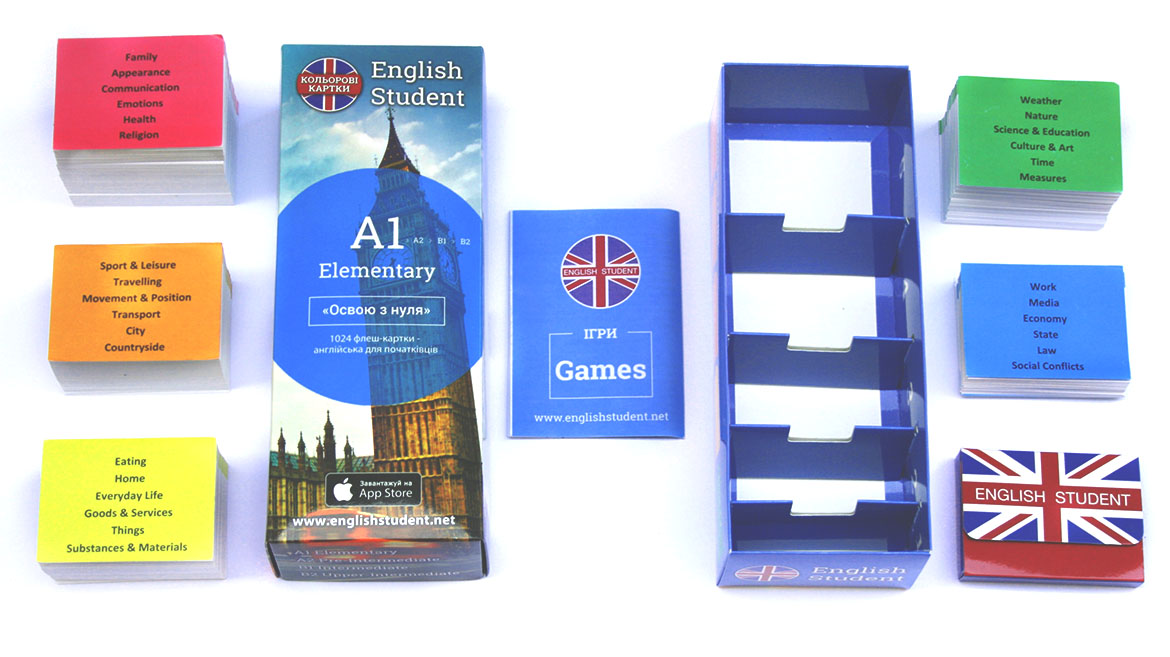 Family
Appearance
Communication
Emotions
Health
Religion
Sport & Leisure
Travelling
Movement & Position
Transport
City
Countryside
Eating
Home
Everyday Life
Goods & Services
Things
Substances & Materials
КОЛЬОРОВІ
КАРТКИ
English
Student
A1 A2 B1 B2
Elementary
«Освою з нуля»
1024 флеш-картки -
англійська для початківців
Завантажуй на
App Store
www.englishstudent.net
A1 Elementary
A2 Pre-Intermediate
B1 Intermediate
B2 Upper Intermediate
ENGLISH STUDENT
ІГРИ
Games
www.englishstudent.net
English
Student
Weather
Nature
Science & Education
Culture & Art
Time
Measures
Work
Media
Economy
State
Law
Social Conflicts
ENGLISH STUDENT